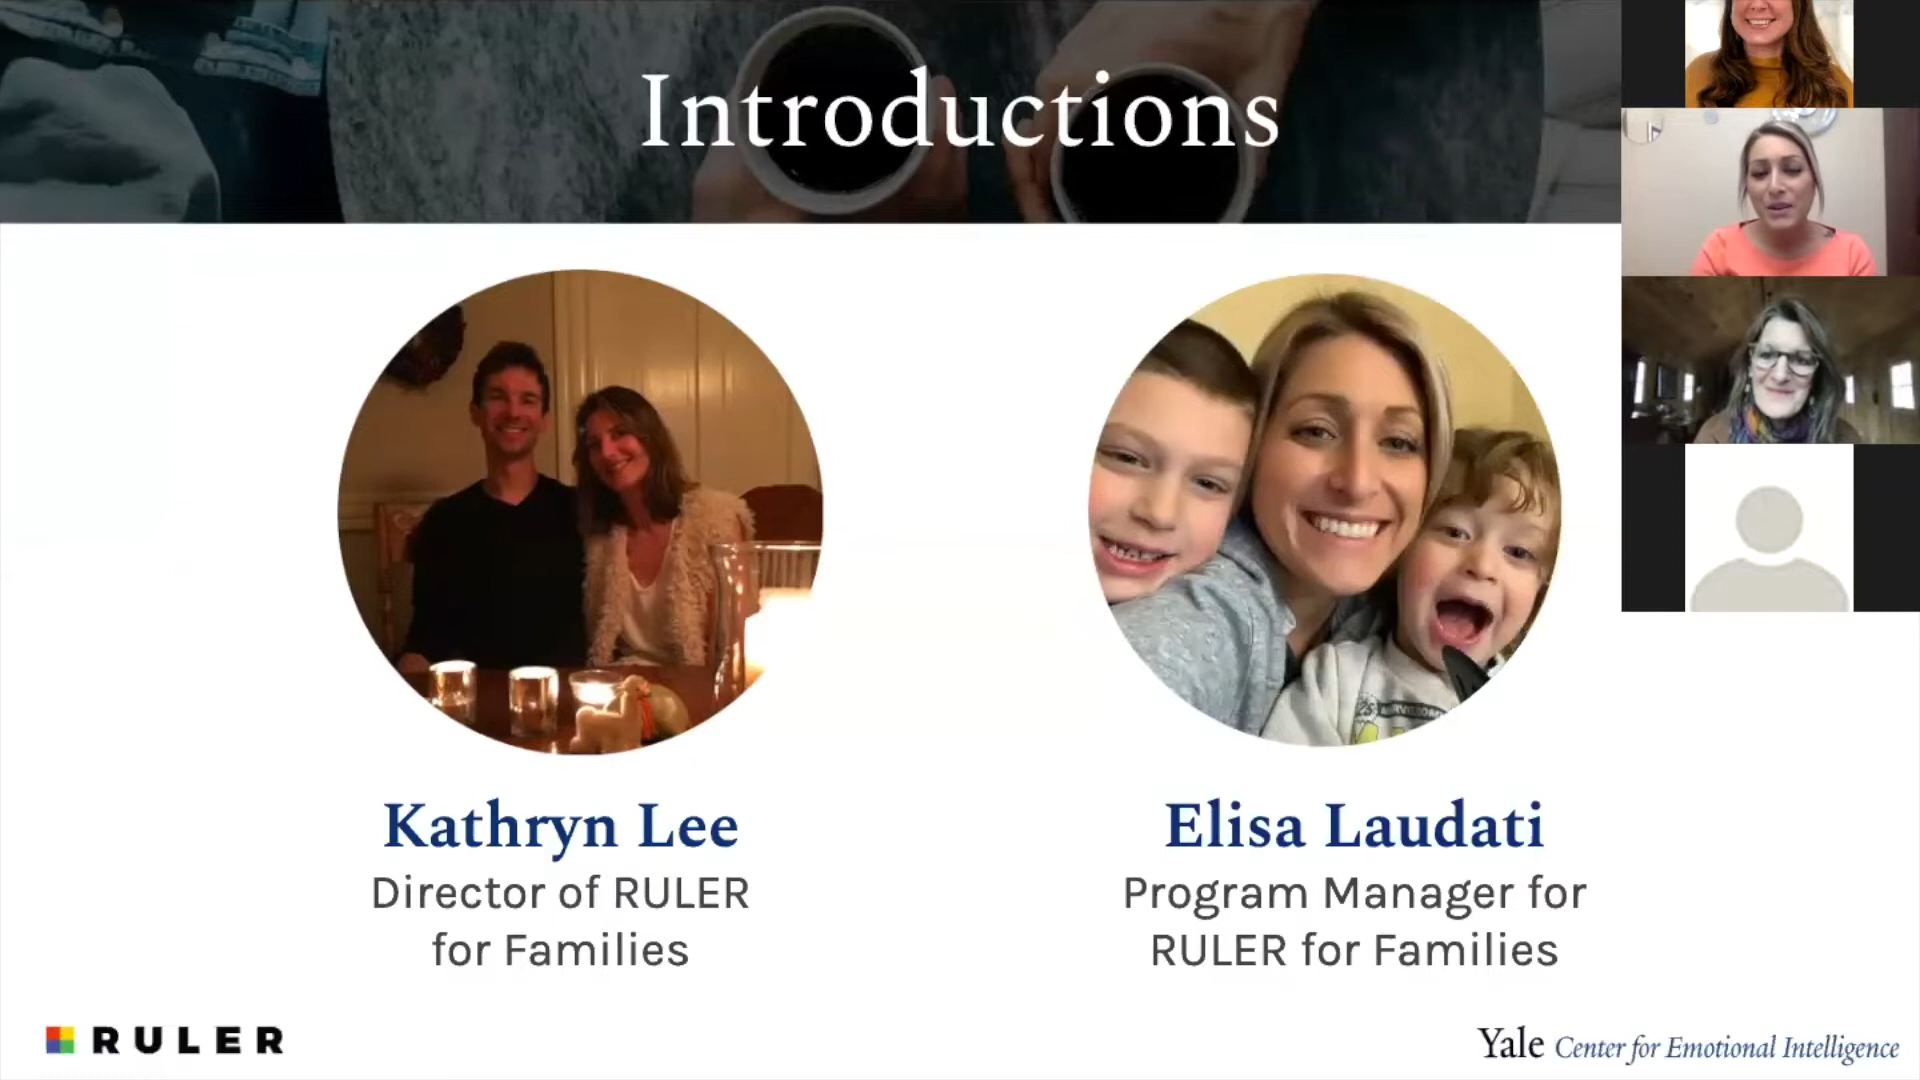 Introductions
Kathryn Lee
Director of RULER
for Families
Elisa Laudati
Program Manager for
RULER for Families
RULER
Yale Center for Emotional Intelligence